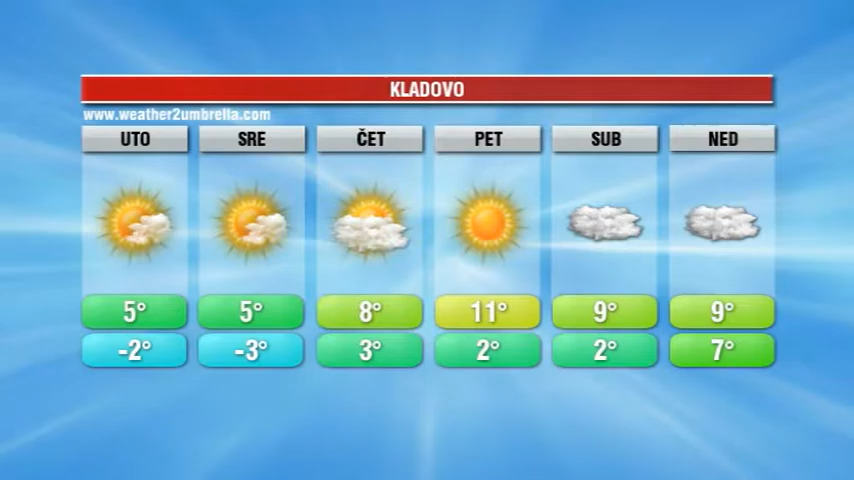 KLADOVO
www.weather2umbrella.com
UTO SRE ČET PET SUB NED
5° 5° 8° 11° 9° 9°
-2° -3° 3° 2° 2° 7°